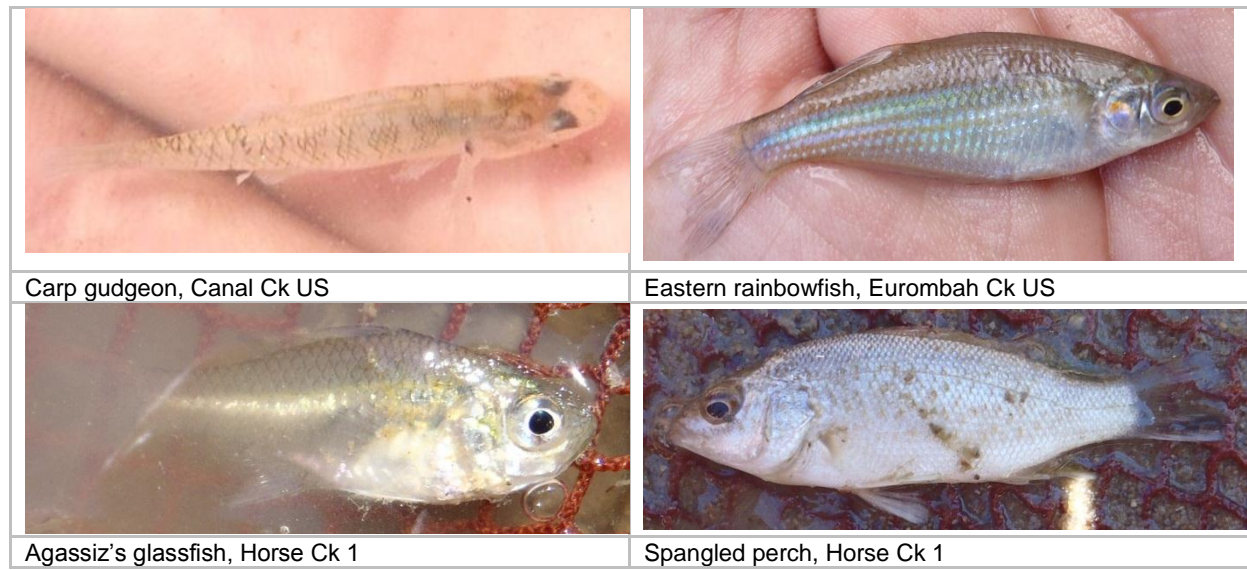 Carp gudgeon, Canal Ck US
Eastern rainbowfish, Eurombah Ck US
Agassiz’s glassfish, Horse Ck 1
Spangled perch, Horse Ck 1